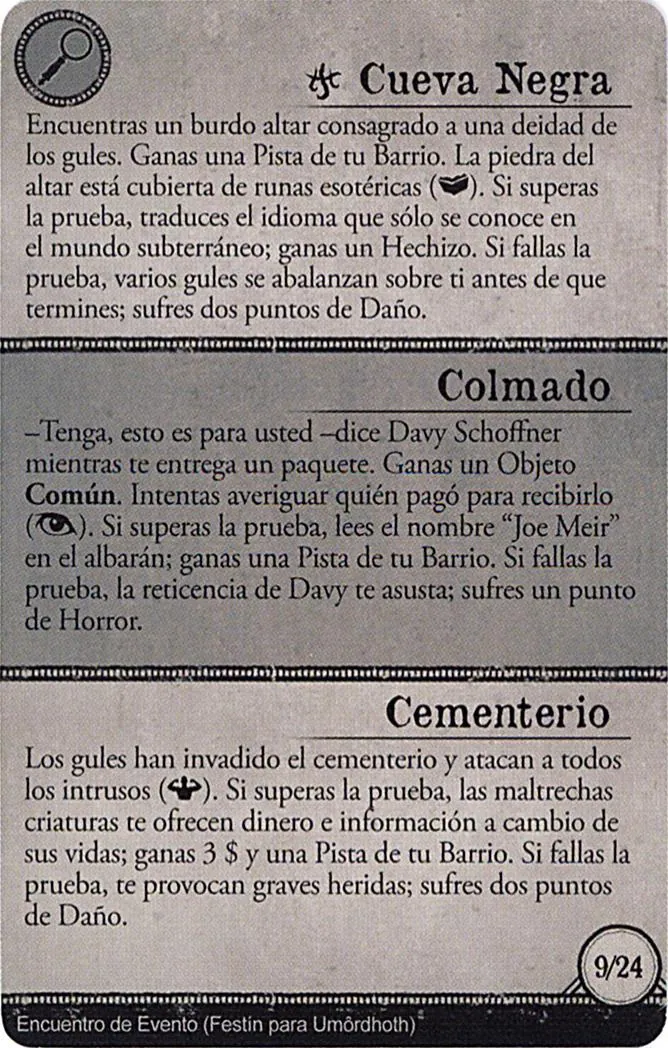 Cueva Negra
Encuentras un burdo altar consagrado a una deidad de
los gules. Ganas una Pista de tu Barrio. La piedra del
altar está cubierta de runas esotéricas (). Si superas
la prueba, traduces el idioma que sólo se conoce en
el mundo subterráneo; ganas un Hechizo. Si fallas la
prueba, varios gules se abalanzan sobre ti antes de que
termines; sufres dos puntos de Daño.
Colmado
–Tenga, esto es para usted –dice Davy Schoffner
mientras te entrega un paquete. Ganas un Objeto
Común. Intentas averiguar quién pagó para recibirlo
(). Si superas la prueba, lees el nombre “Joe Meir”
en el albarán; ganas una Pista de tu Barrio. Si fallas la
prueba, la reticencia de Davy te asusta; sufres un punto
de Horror.
Cementerio
Los gules han invadido el cementerio y atacan a todos
los intrusos (). Si superas la prueba, las maltrechas
criaturas te ofrecen dinero e información a cambio de
sus vidas; ganas 3 $ y una Pista de tu Barrio. Si fallas la
prueba, te provocan graves heridas; sufres dos puntos
de Daño.
9/24
Encuentro de Evento (Festín para Umôrdhoth)